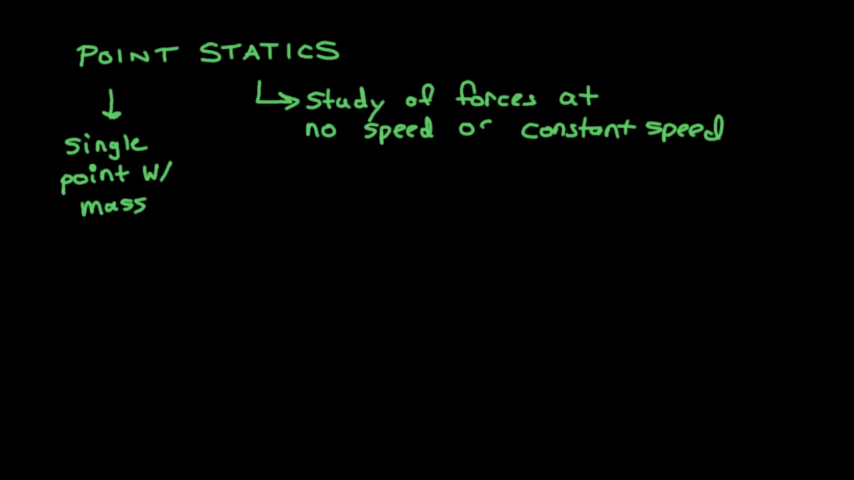 POINT STATICS
study of forces at
no speed or constant speed
single
point w/
mass